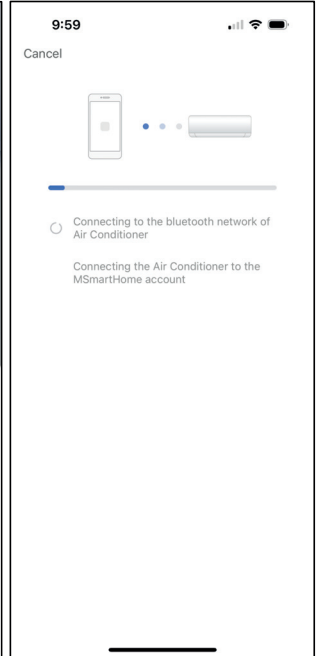 9:59
Cancel
Connecting to the bluetooth network of
Air Conditioner
Connecting the Air Conditioner to the
MSmartHome account